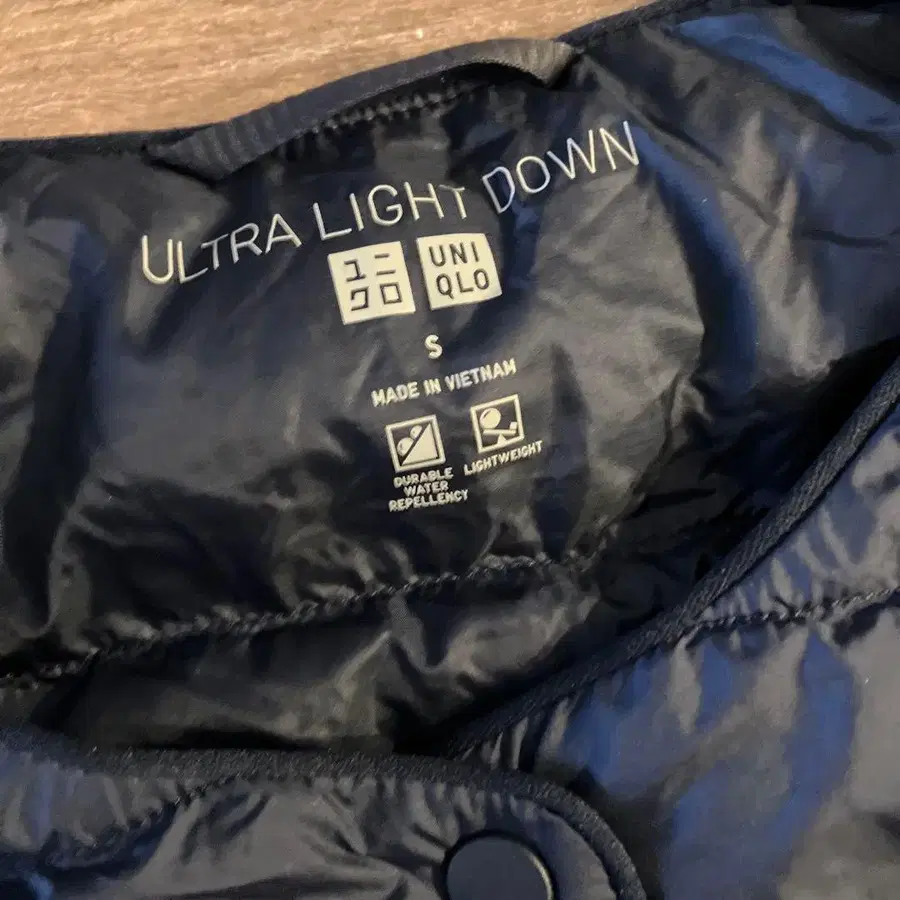 ULTRA LIGHT DOWN
ユニ
クロ
UNI
QLO
S
MADE IN VIETNAM
DURABLE
WATER
REPELLENCY
LIGHTWEIGHT